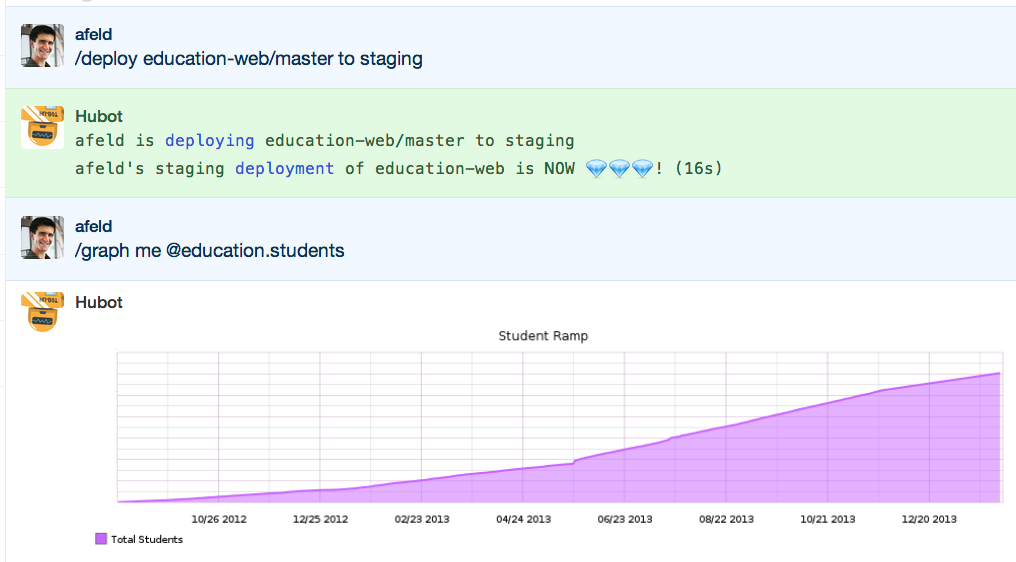 afeld
/deploy education-web/master to staging
Hubot
afeld is deploying education-web/master to staging
afeld's staging deployment of education-web is NOW 💎💎💎! (16s)
afeld
/graph me @education.students
Hubot
Student Ramp
10/26 2012 12/25 2012 02/23 2013 04/24 2013 06/23 2013 08/22 2013 10/21 2013 12/20 2013
Total Students